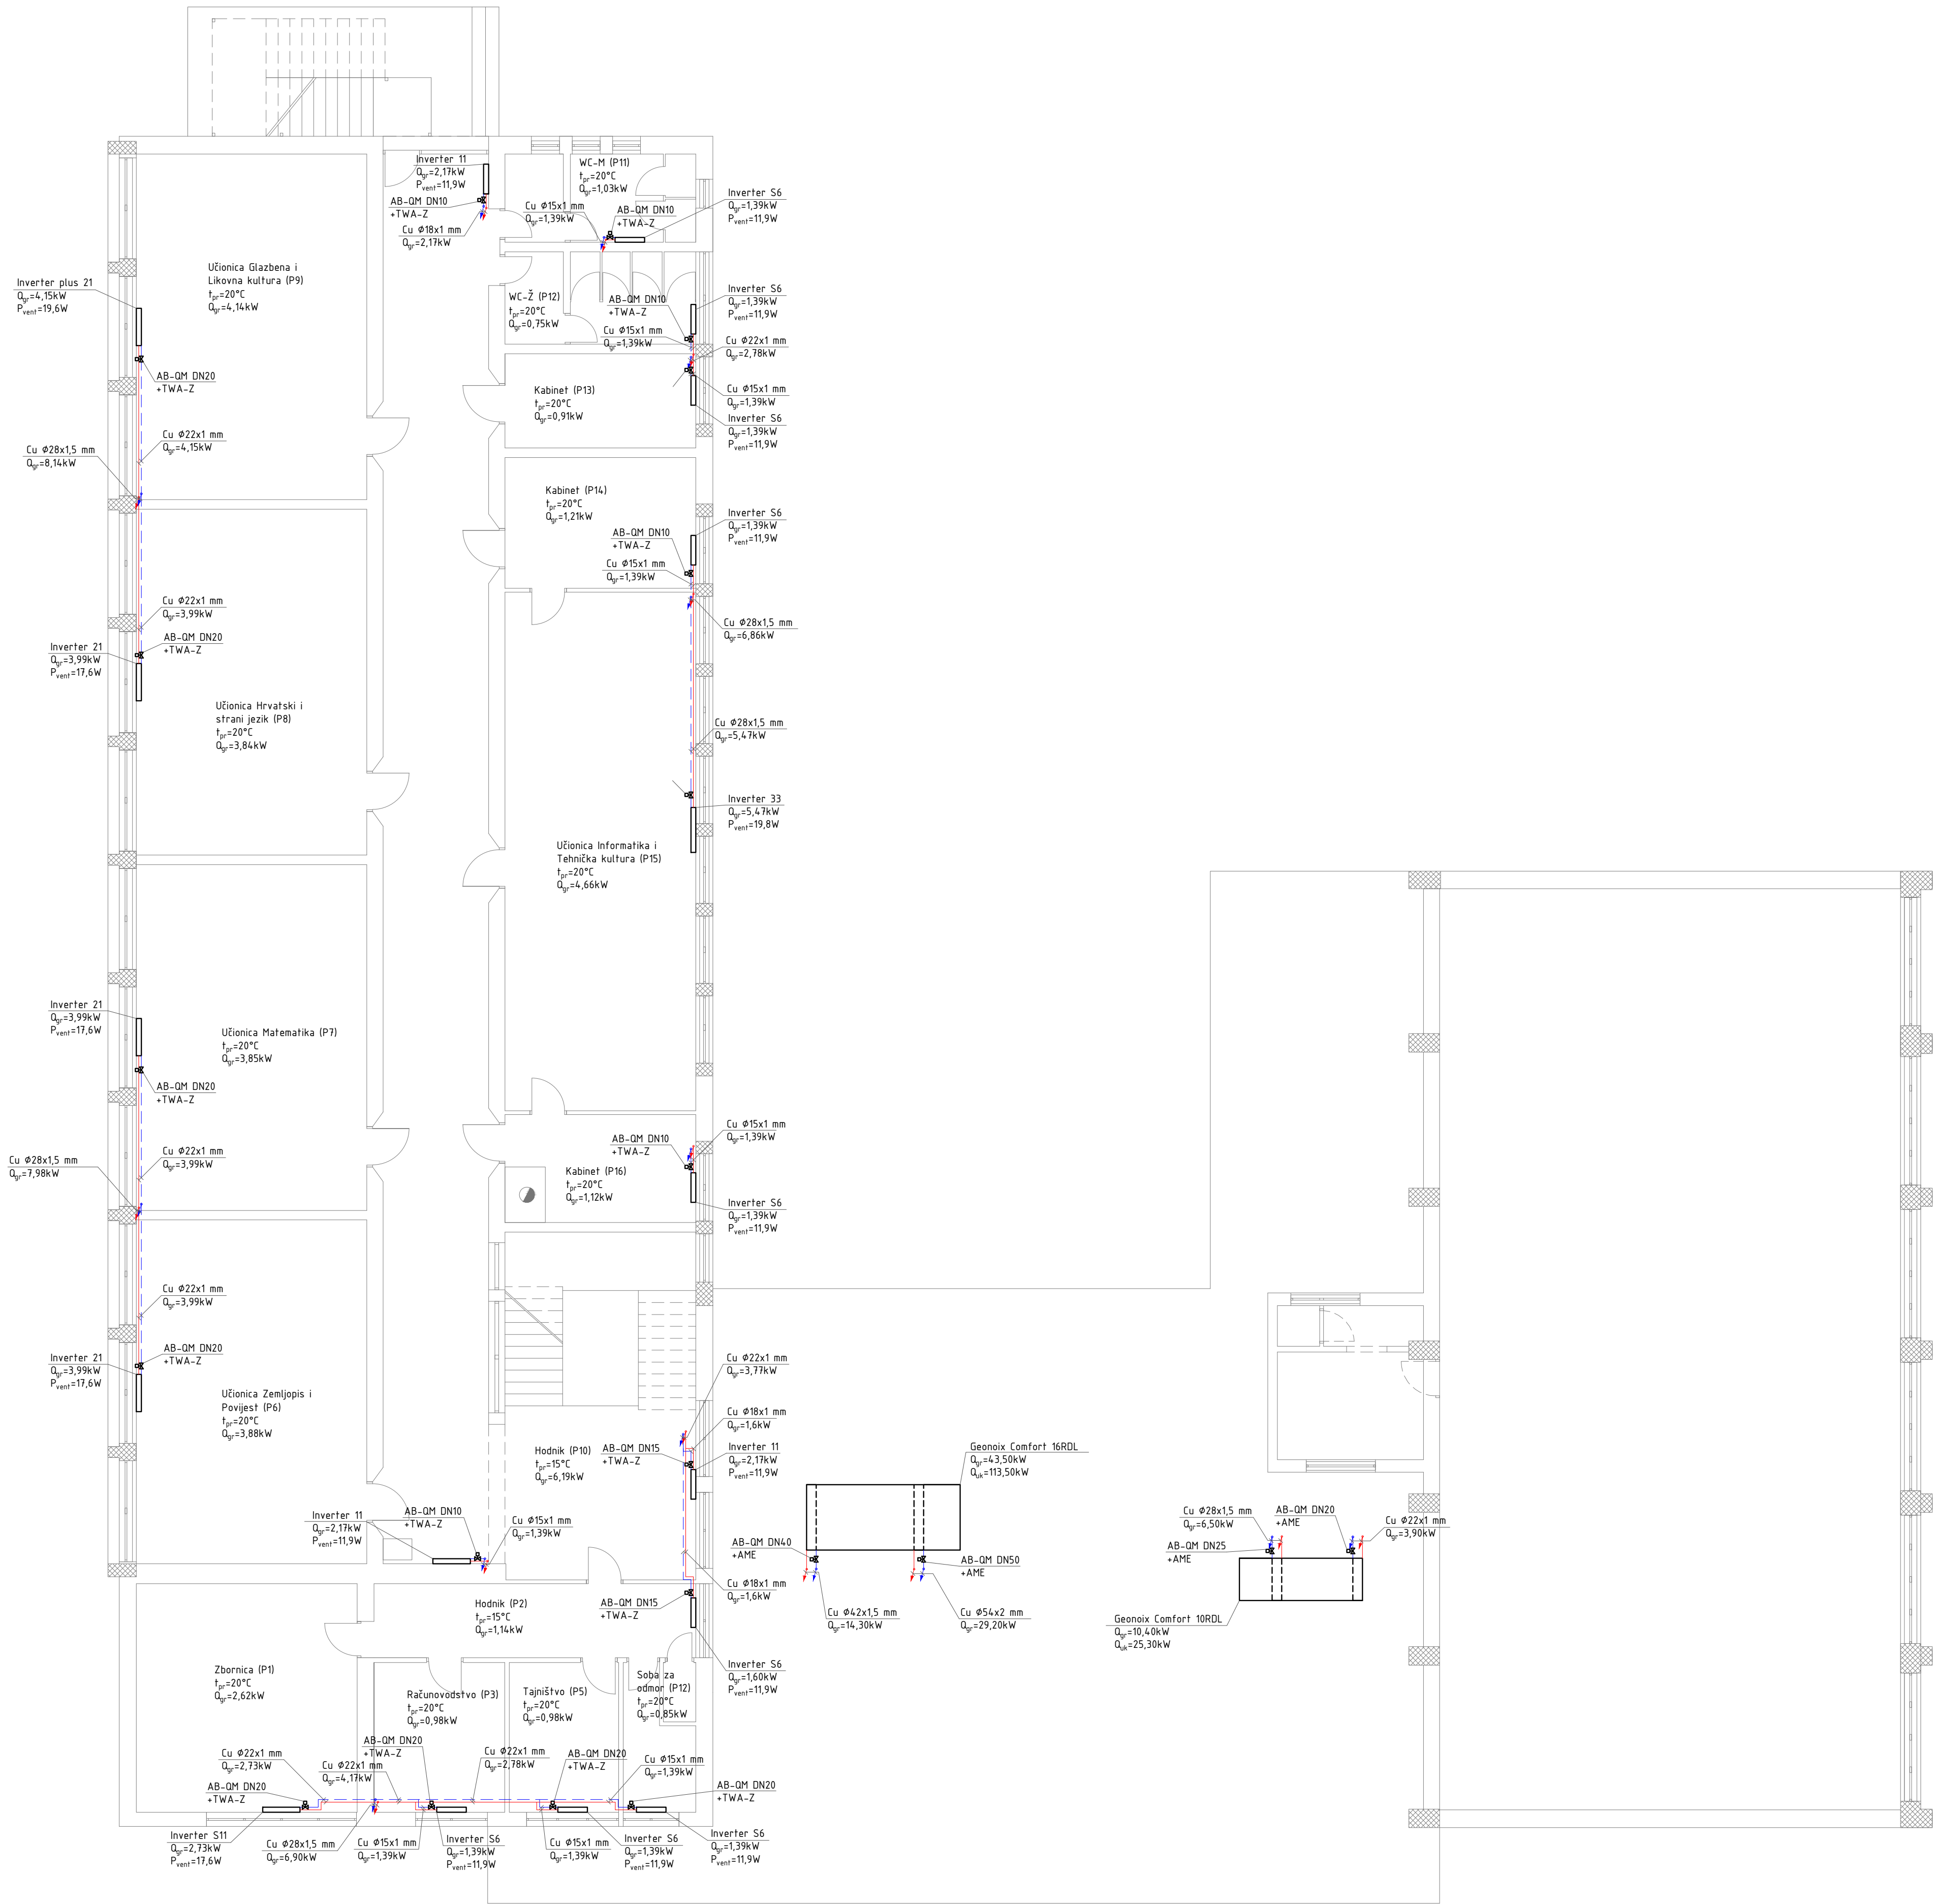 Inverter 11
Qgr=2,17kW
Pvent=11,9W
AB-QM DN10
+TWA-Z
Cu Ø18x1 mm
Qgr=2,17kW
WC-M (P11)
tpr=20°C
Qgr=1,03kW
Cu Ø15x1 mm
Qgr=1,39kW
AB-QM DN10
+TWA-Z
Inverter S6
Qgr=1,39kW
Pvent=11,9W
Učionica Glazbena i
Likovna kultura (P9)
tpr=20°C
Qgr=4,14kW
Inverter plus 21
Qgr=4,15kW
Pvent=19,6W
AB-QM DN20
+TWA-Z
WC-Ž (P12)
tpr=20°C
Qgr=0,75kW
AB-QM DN10
+TWA-Z
Cu Ø15x1 mm
Qgr=1,39kW
Inverter S6
Qgr=1,39kW
Pvent=11,9W
Cu Ø22x1 mm
Qgr=2,78kW
Cu Ø15x1 mm
Qgr=1,39kW
Inverter S6
Qgr=1,39kW
Pvent=11,9W
Kabinet (P13)
tpr=20°C
Qgr=0,91kW
Cu Ø22x1 mm
Qgr=4,15kW
Cu Ø28x1,5 mm
Qgr=8,14kW
Kabinet (P14)
tpr=20°C
Qgr=1,21kW
AB-QM DN10
+TWA-Z
Cu Ø15x1 mm
Qgr=1,39kW
Inverter S6
Qgr=1,39kW
Pvent=11,9W
Cu Ø28x1,5 mm
Qgr=6,86kW
Cu Ø22x1 mm
Qgr=3,99kW
AB-QM DN20
+TWA-Z
Inverter 21
Qgr=3,99kW
Pvent=17,6W
Učionica Hrvatski i
strani jezik (P8)
tpr=20°C
Qgr=3,84kW
Cu Ø28x1,5 mm
Qgr=5,47kW
Inverter 33
Qgr=5,47kW
Pvent=19,8W
Učionica Informatika i
Tehnička kultura (P15)
tpr=20°C
Qgr=4,66kW
Inverter 21
Qgr=3,99kW
Pvent=17,6W
Učionica Matematika (P7)
tpr=20°C
Qgr=3,85kW
AB-QM DN20
+TWA-Z
Cu Ø22x1 mm
Qgr=3,99kW
Cu Ø28x1,5 mm
Qgr=7,98kW
AB-QM DN10
+TWA-Z
Cu Ø15x1 mm
Qgr=1,39kW
Kabinet (P16)
tpr=20°C
Qgr=1,12kW
Inverter S6
Qgr=1,39kW
Pvent=11,9W
Cu Ø22x1 mm
Qgr=3,99kW
AB-QM DN20
+TWA-Z
Inverter 21
Qgr=3,99kW
Pvent=17,6W
Učionica Zemljopis i
Povijest (P6)
tpr=20°C
Qgr=3,88kW
Cu Ø22x1 mm
Qgr=3,77kW
Cu Ø18x1 mm
Qgr=1,6kW
Hodnik (P10)
tpr=15°C
Qgr=6,19kW
AB-QM DN15
+TWA-Z
Inverter 11
Qgr=2,17kW
Pvent=11,9W
Inverter 11
Qgr=2,17kW
Pvent=11,9W
AB-QM DN10
+TWA-Z
Cu Ø15x1 mm
Qgr=1,39kW
Geonoix Comfort 16RDL
Qgr=43,50kW
Quk=113,50kW
AB-QM DN40
+AME
AB-QM DN50
+AME
Cu Ø42x1,5 mm
Qgr=14,30kW
Cu Ø54x2 mm
Qgr=29,20kW
Cu Ø28x1,5 mm
Qgr=6,50kW
AB-QM DN20
+AME
Cu Ø22x1 mm
Qgr=3,90kW
AB-QM DN25
+AME
Geonoix Comfort 10RDL
Qgr=10,40kW
Quk=25,30kW
Cu Ø18x1 mm
Qgr=1,6kW
AB-QM DN15
+TWA-Z
Hodnik (P2)
tpr=15°C
Qgr=1,14kW
Inverter S6
Qgr=1,60kW
Pvent=11,9W
Zbornica (P1)
tpr=20°C
Qgr=2,62kW
Računovodstvo (P3)
tpr=20°C
Qgr=0,98kW
Tajništvo (P5)
tpr=20°C
Qgr=0,98kW
Soba za
odmor (P12)
tpr=20°C
Qgr=0,85kW
Cu Ø22x1 mm
Qgr=2,73kW
Cu Ø22x1 mm
Qgr=4,17kW
AB-QM DN20
+TWA-Z
Cu Ø22x1 mm
Qgr=2,78kW
AB-QM DN20
+TWA-Z
Cu Ø15x1 mm
Qgr=1,39kW
AB-QM DN20
+TWA-Z
AB-QM DN20
+TWA-Z
Inverter S11
Qgr=2,73kW
Pvent=17,6W
Cu Ø28x1,5 mm
Qgr=6,90kW
Cu Ø15x1 mm
Qgr=1,39kW
Inverter S6
Qgr=1,39kW
Pvent=11,9W
Cu Ø15x1 mm
Qgr=1,39kW
Inverter S6
Qgr=1,39kW
Pvent=11,9W
Inverter S6
Qgr=1,39kW
Pvent=11,9W